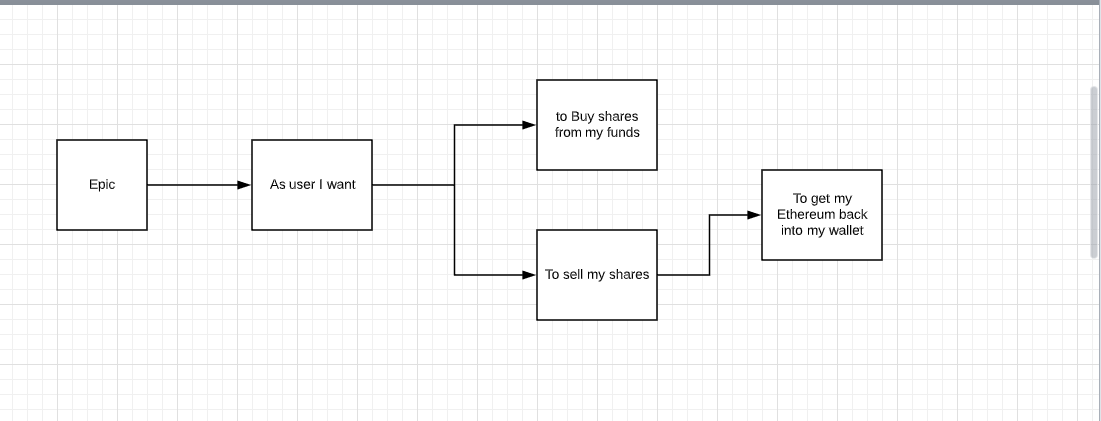 Epic
As user I want
to Buy shares
from my funds
To sell my shares
To get my
Ethereum back
into my wallet